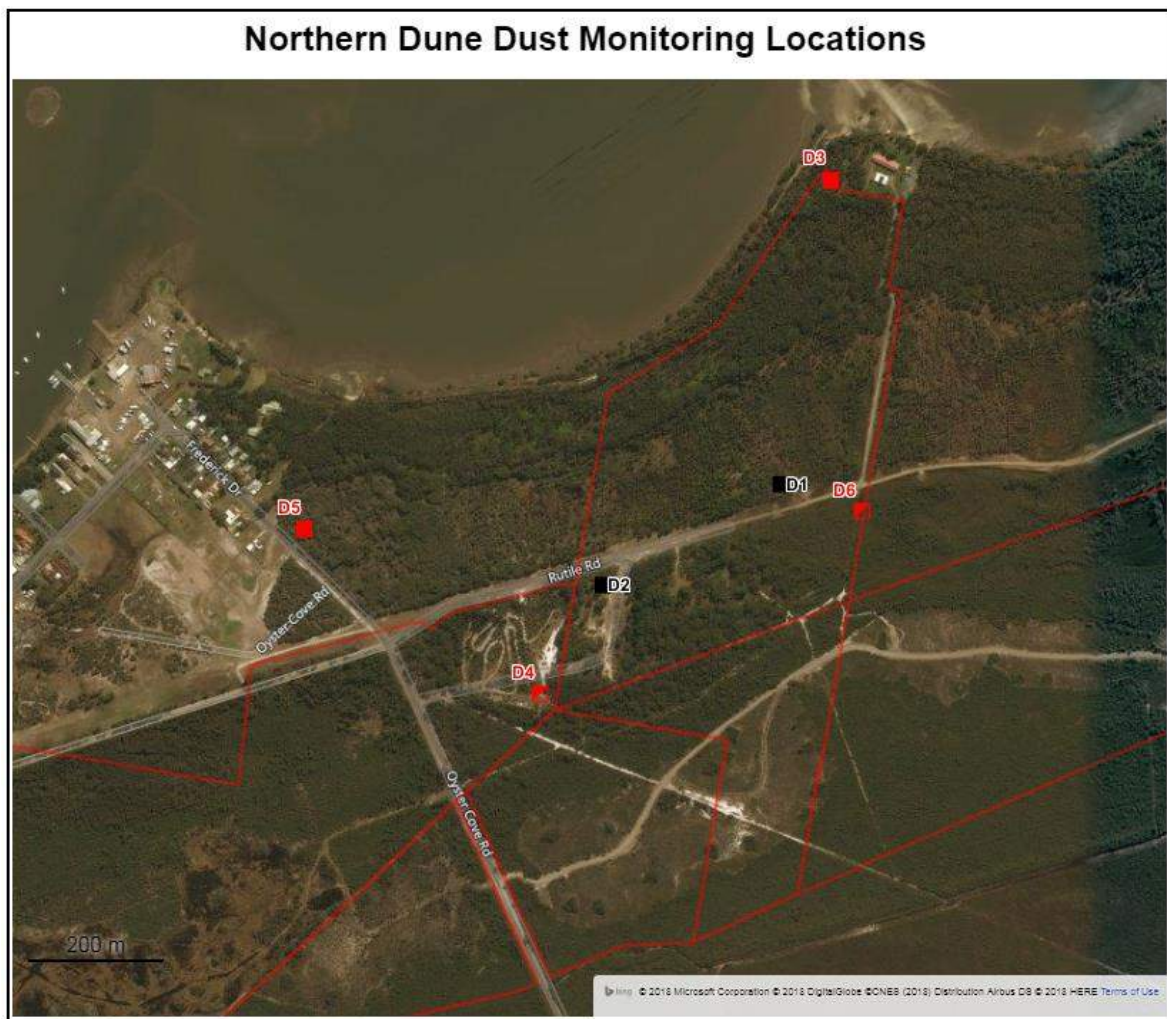 Northern Dune Dust Monitoring Locations
D3
Frederick Dr
D5
D1
D6
Rutile Rd
D2
Oyster Cove Rd
D4
Oyster Cove Rd
200 m
bing © 2018 Microsoft Corporation © 2018 DigitalGlobe ©CNES (2018) Distribution Airbus DS © 2018 HERE Terms of Use